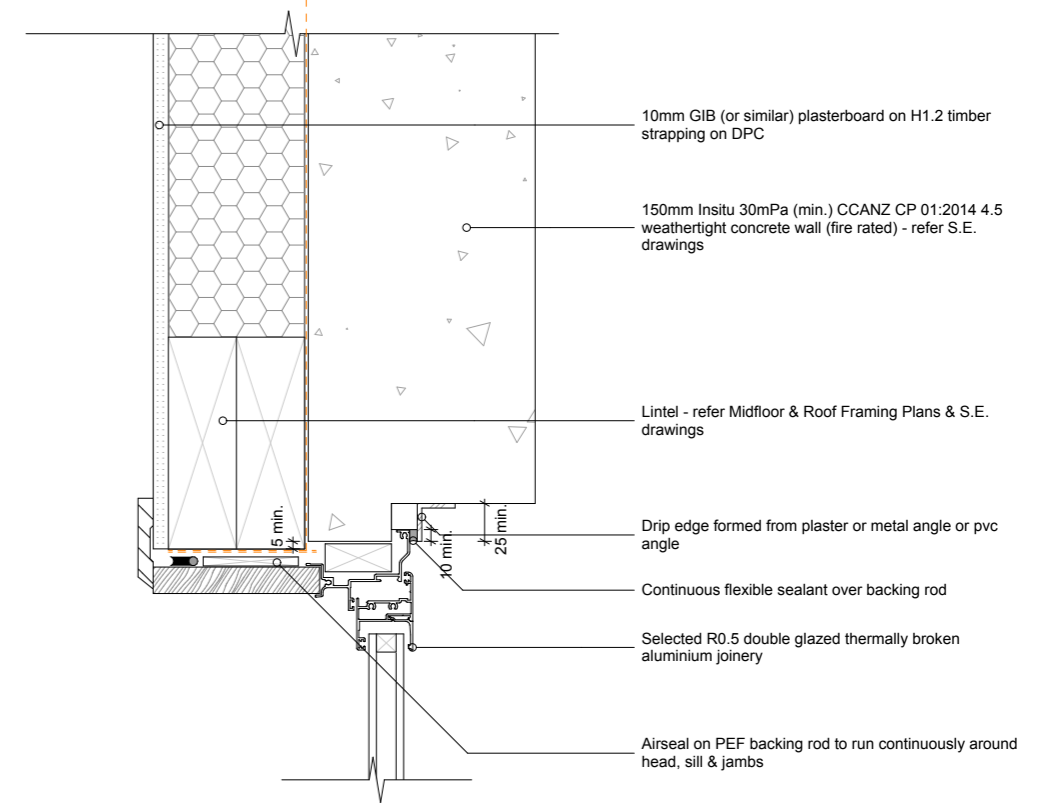 10mm GIB (or similar) plasterboard on H1.2 timber
strapping on DPC
150mm Insitu 30mPa (min.) CCANZ CP 01:2014 4.5
weathertight concrete wall (fire rated) - refer S.E.
drawings
Lintel - refer Midfloor & Roof Framing Plans & S.E.
drawings
5 min.
10 min.
25 min.
Drip edge formed from plaster or metal angle or pvc
angle
Continuous flexible sealant over backing rod
Selected R0.5 double glazed thermally broken
aluminium joinery
Airseal on PEF backing rod to run continuously around
head, sill & jambs